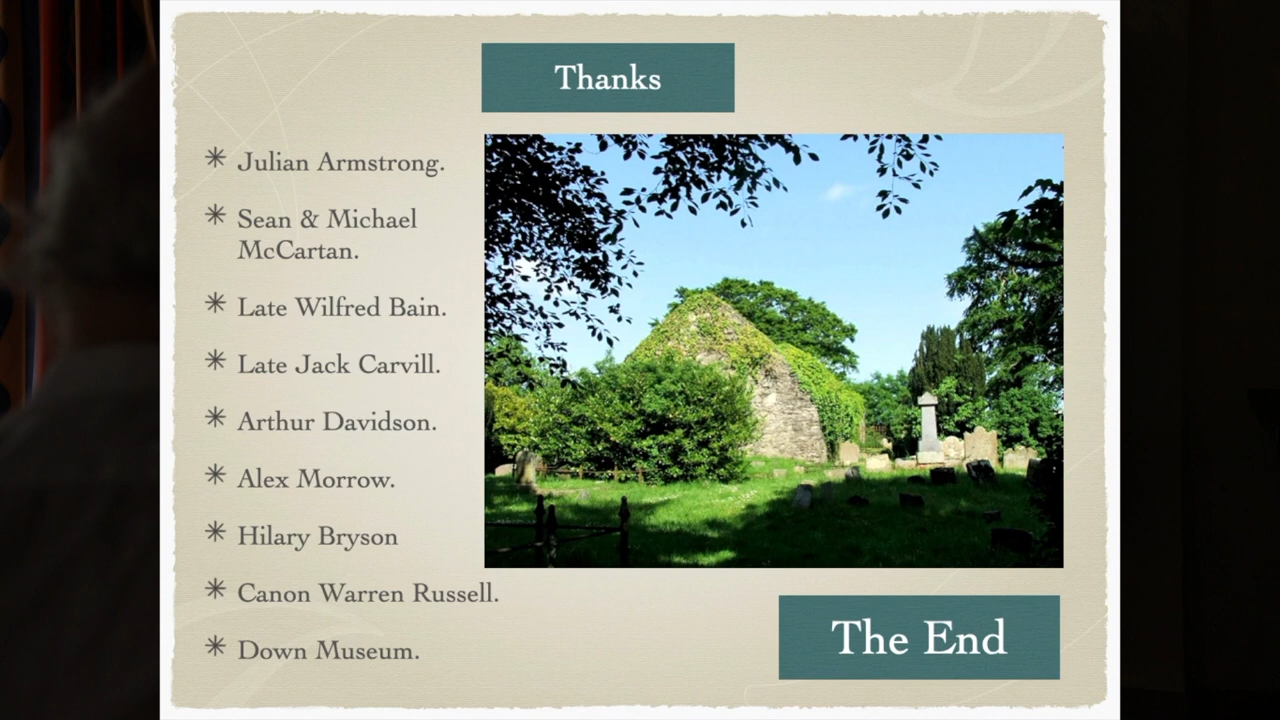 Thanks
Julian Armstrong.
Sean & Michael
McCartan.
Late Wilfred Bain.
Late Jack Carvill.
Arthur Davidson.
Alex Morrow.
Hilary Bryson
Canon Warren Russell.
Down Museum.
The End